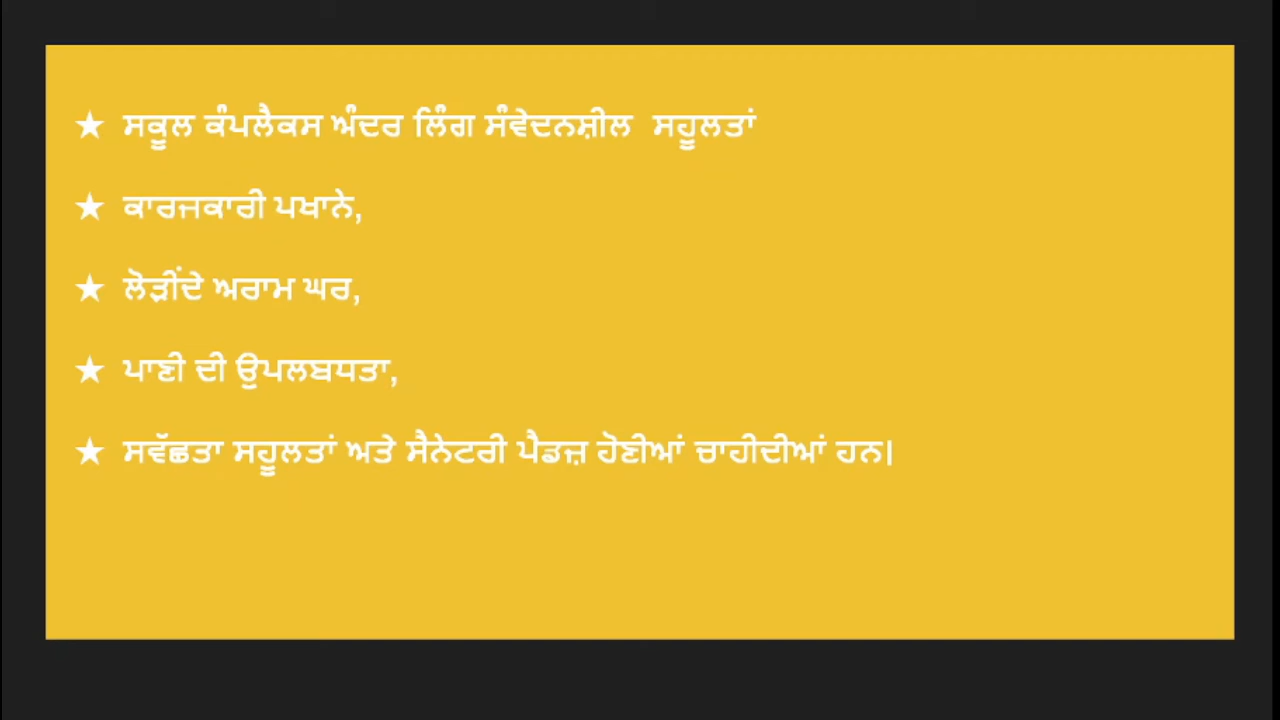 ★ ਸਕੂਲ ਕੰਪਲੈਕਸ ਅੰਦਰ ਲਿੰਗ ਸੰਵੇਦਨਸ਼ੀਲ ਸਹੂਲਤਾਂ
★ ਕਾਰਜਕਾਰੀ ਪਖਾਨੇ,
★ ਲੋੜੀਂਦੇ ਅਰਾਮ ਘਰ,
★ ਪਾਣੀ ਦੀ ਉਪਲਬਧਤਾ,
★ ਸਵੱਛਤਾ ਸਹੂਲਤਾਂ ਅਤੇ ਸੈਨੇਟਰੀ ਪੈਡਜ਼ ਹੋਣੀਆਂ ਚਾਹੀਦੀਆਂ ਹਨ।